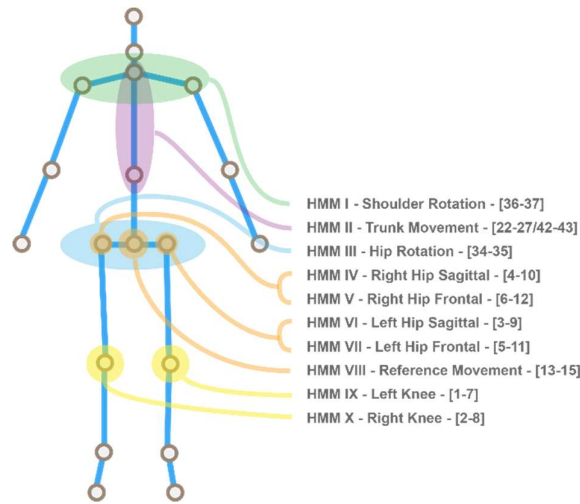 HMM I - Shoulder Rotation - [36-37]
HMM II - Trunk Movement - [22-27/42-43]
HMM III - Hip Rotation - [34-35]
HMM IV - Right Hip Sagittal - [4-10]
HMM V - Right Hip Frontal - [6-12]
HMM VI - Left Hip Sagittal - [3-9]
HMM VII - Left Hip Frontal - [5-11]
HMM VIII - Reference Movement - [13-15]
HMM IX - Left Knee - [1-7]
HMM X - Right Knee - [2-8]